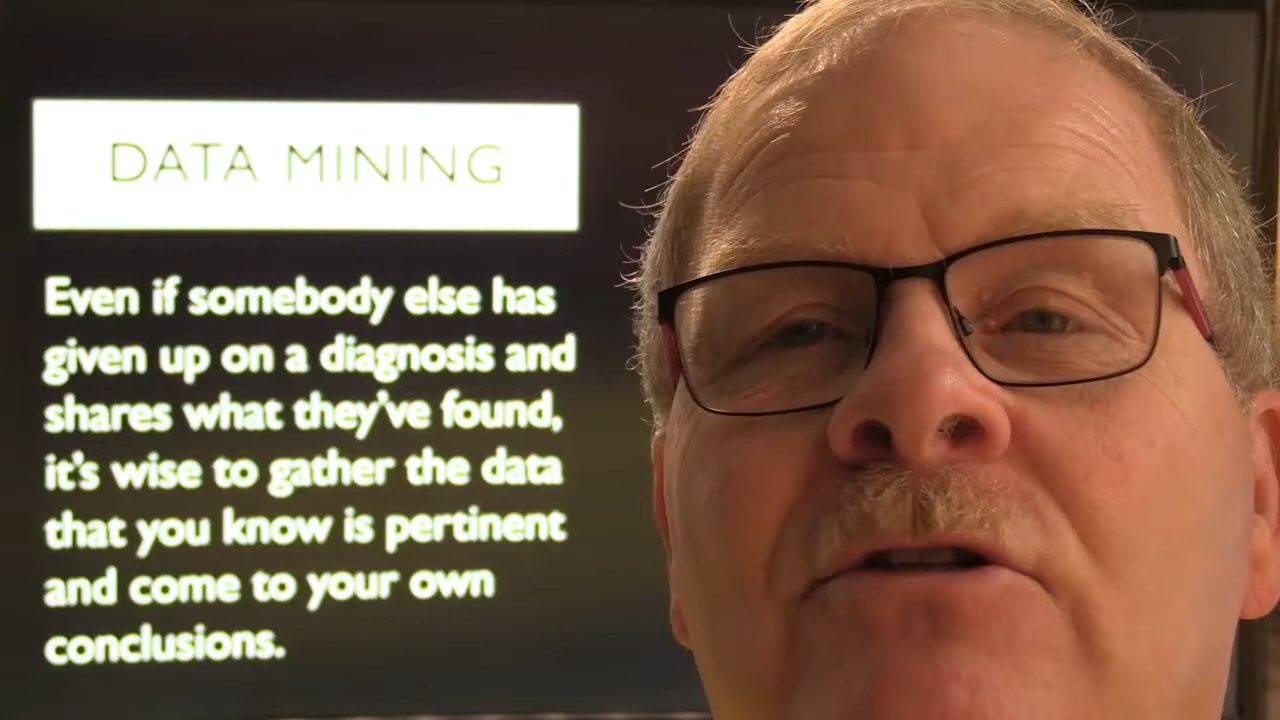 DATA MINING
Even if somebody else has
given up on a diagnosis and
shares what they've found,
it's wise to gather the data
that you know is pertinent
and come to your own
conclusions.